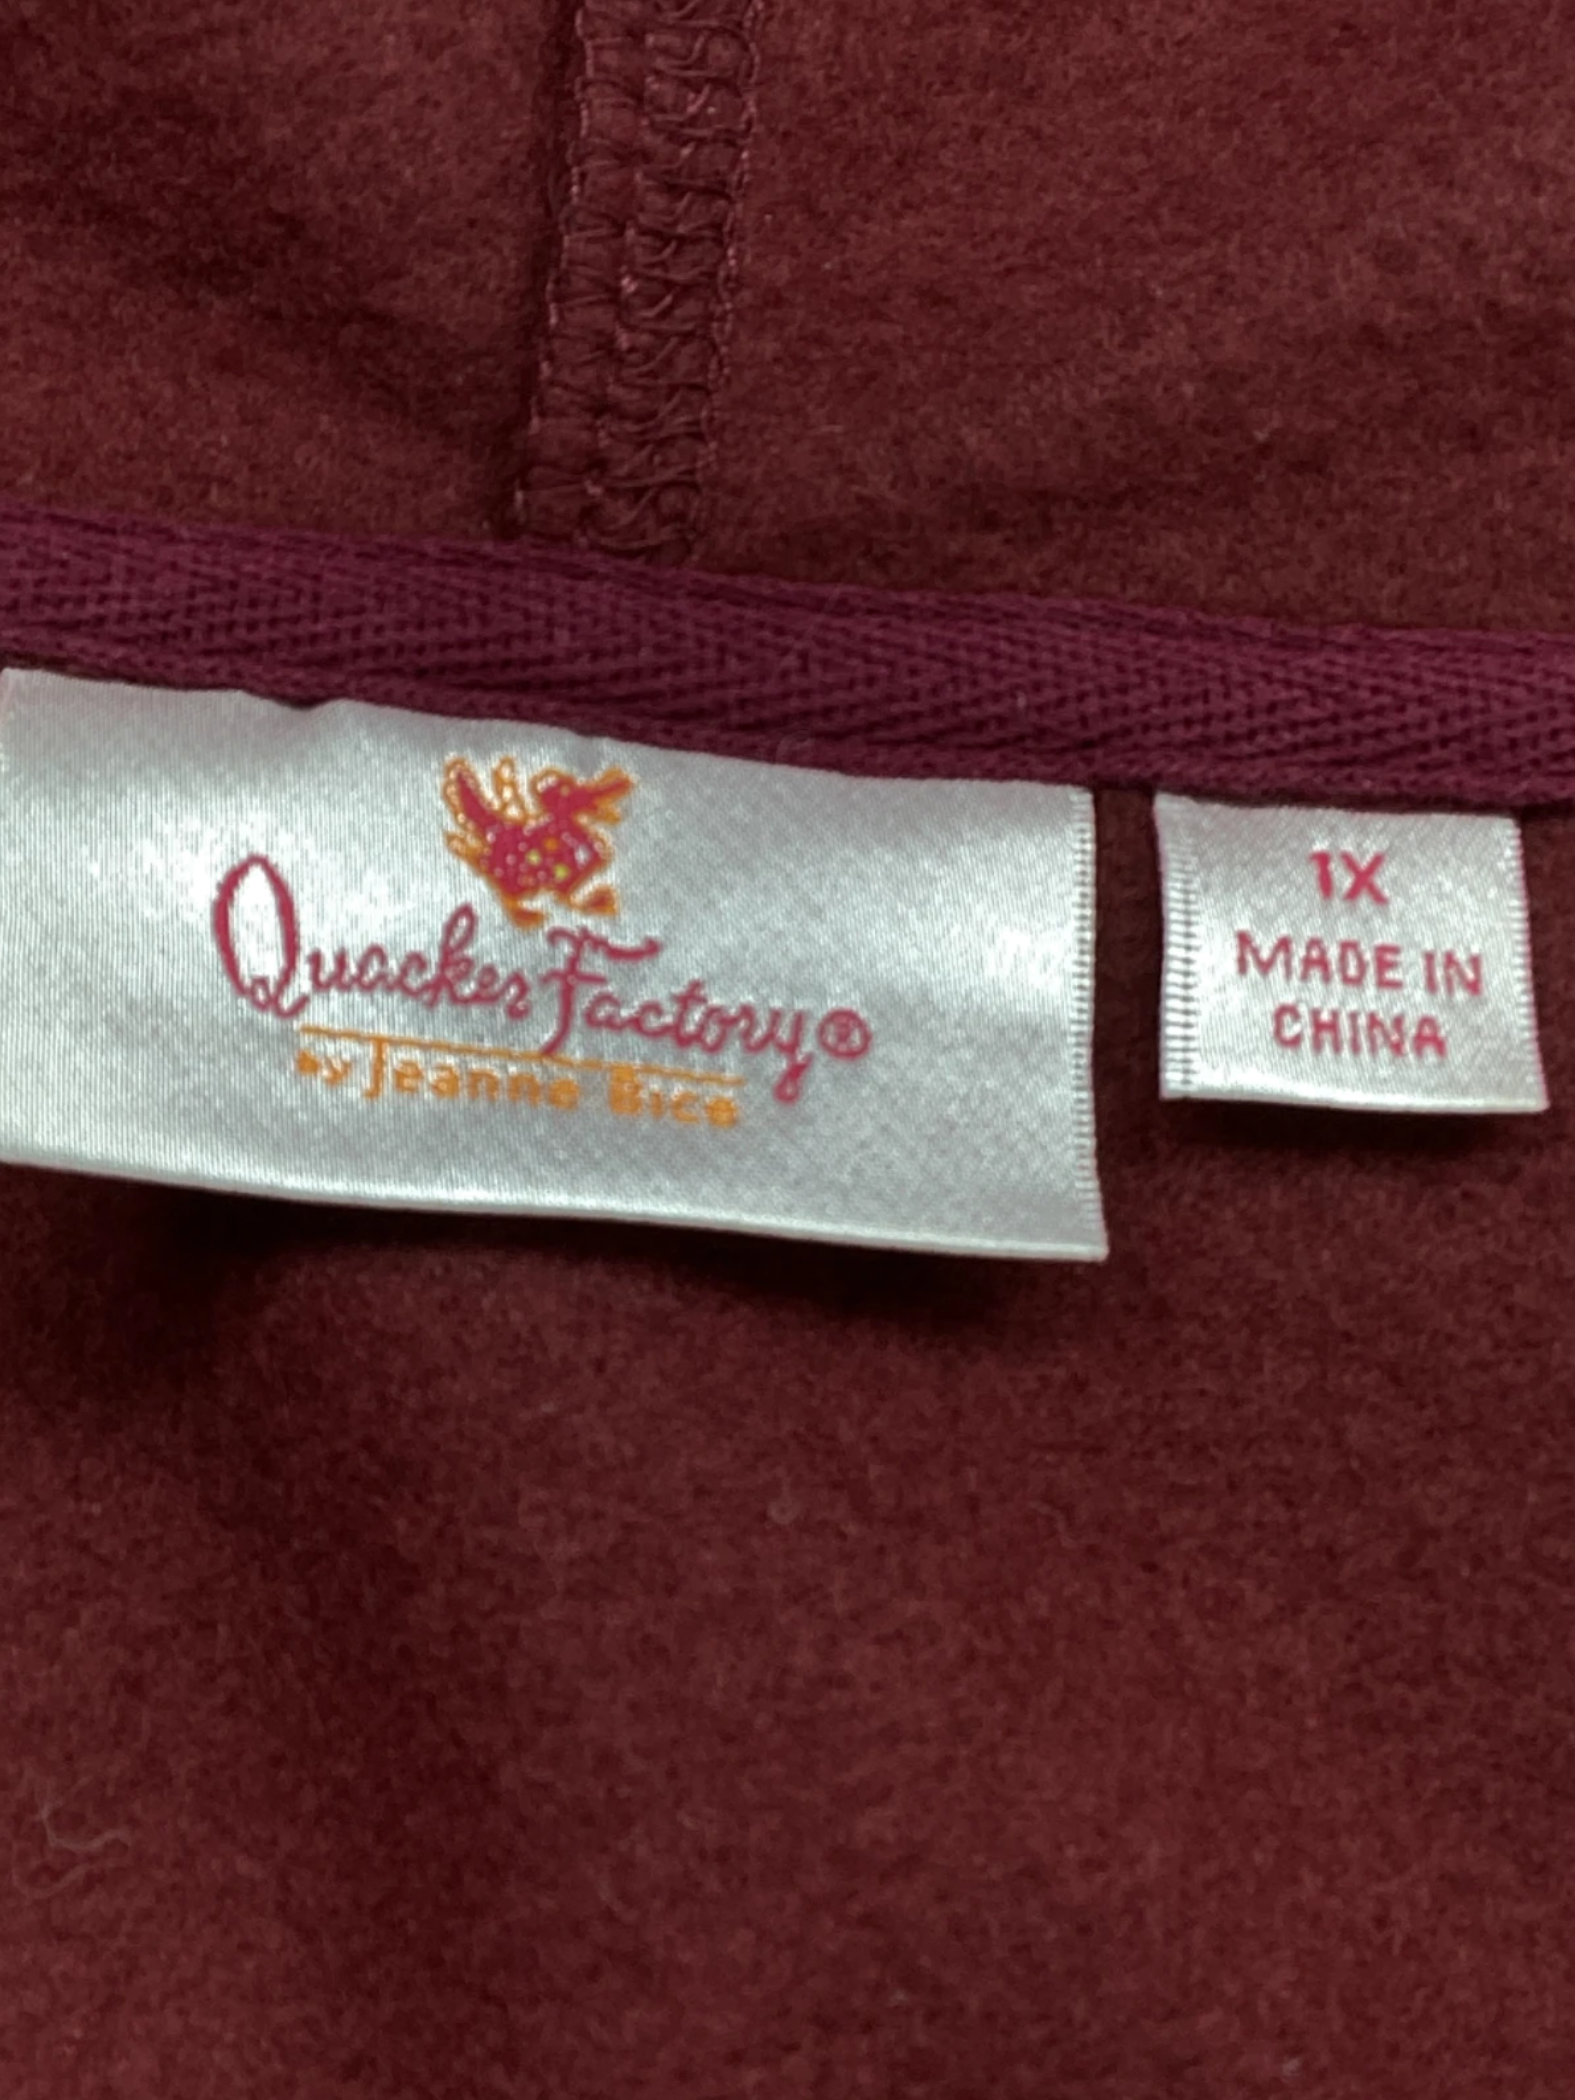 Quacker Factory®
by Jeanne Bice
1X
MADE IN
CHINA